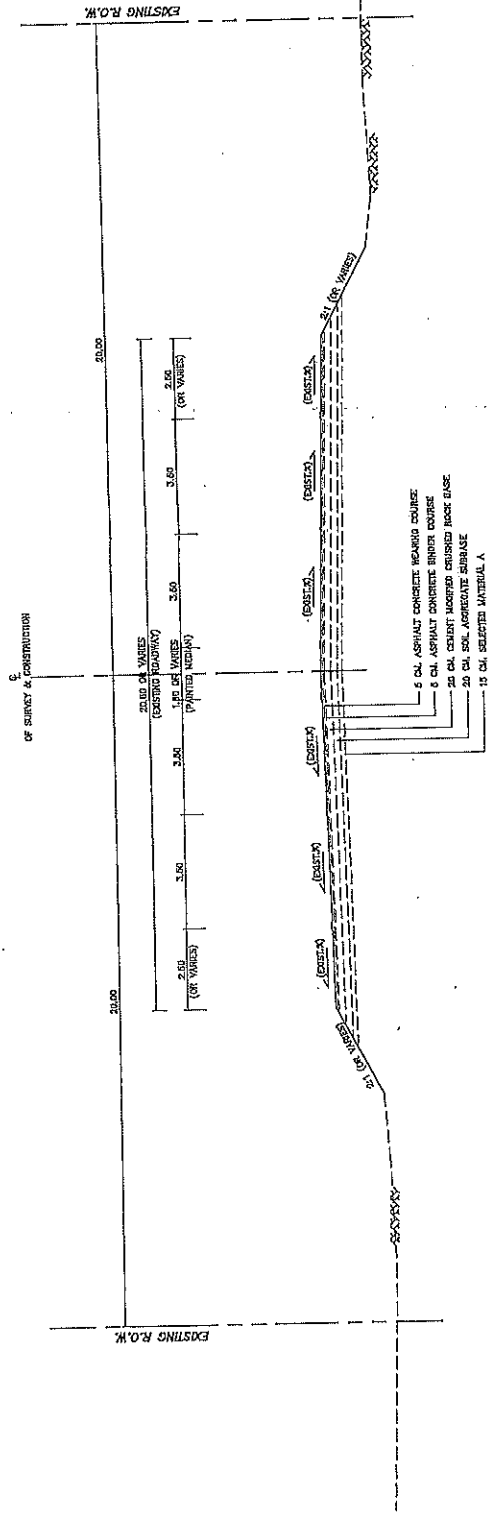 ℄
OF SURVEY & CONSTRUCTION
EXISTING R.O.W.
EXISTING R.O.W.
20.00
20.00
20.00 OR VARIES
(EXISTING ROADWAY)
2.50
(OR VARIES)
3.50
3.50
1.50 OR VARIES
(PAINTED MEDIAN)
3.50
3.50
2.50
(OR VARIES)
2:1 (OR VARIES)
(EXIST.%)
(EXIST.%)
(EXIST.%)
(EXIST.%)
(EXIST.%)
(EXIST.%)
2:1 (OR VARIES)
5 CM. ASPHALT CONCRETE WEARING COURSE
5 CM. ASPHALT CONCRETE BINDER COURSE
20 CM. CEMENT MODIFIED CRUSHED ROCK BASE
20 CM. SOIL AGGREGATE SUBBASE
15 CM. SELECTED MATERIAL A